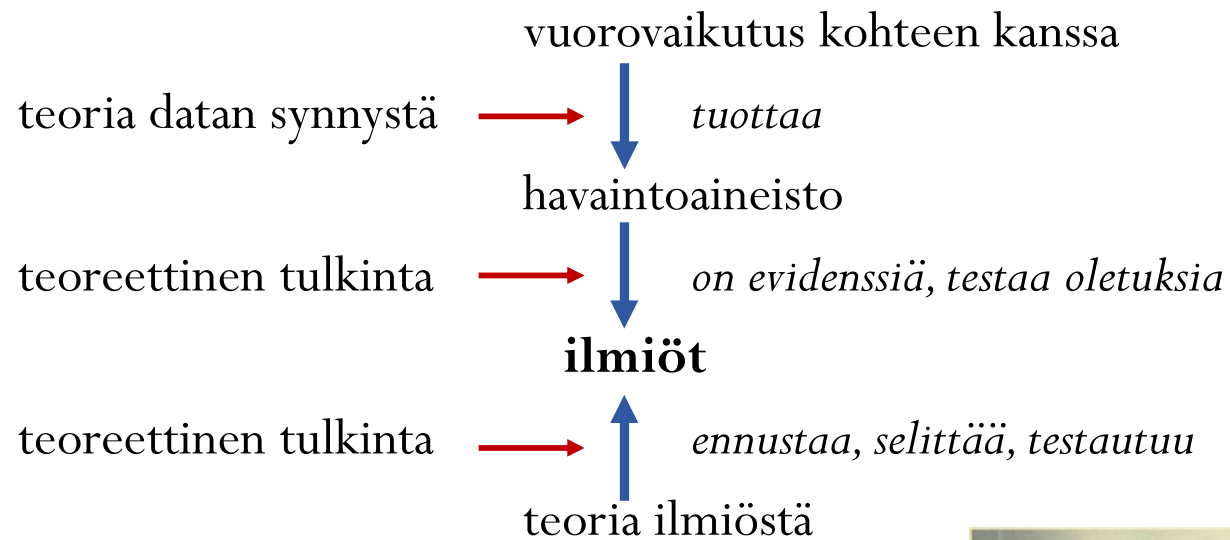 vuorovaikutus kohteen kanssa
teoria datan synnystä
tuottaa
havaintoaineisto
teoreettinen tulkinta
on evidenssiä, testaa oletuksia
ilmiöt
teoreettinen tulkinta
ennustaa, selittää, testautuu
teoria ilmiöstä